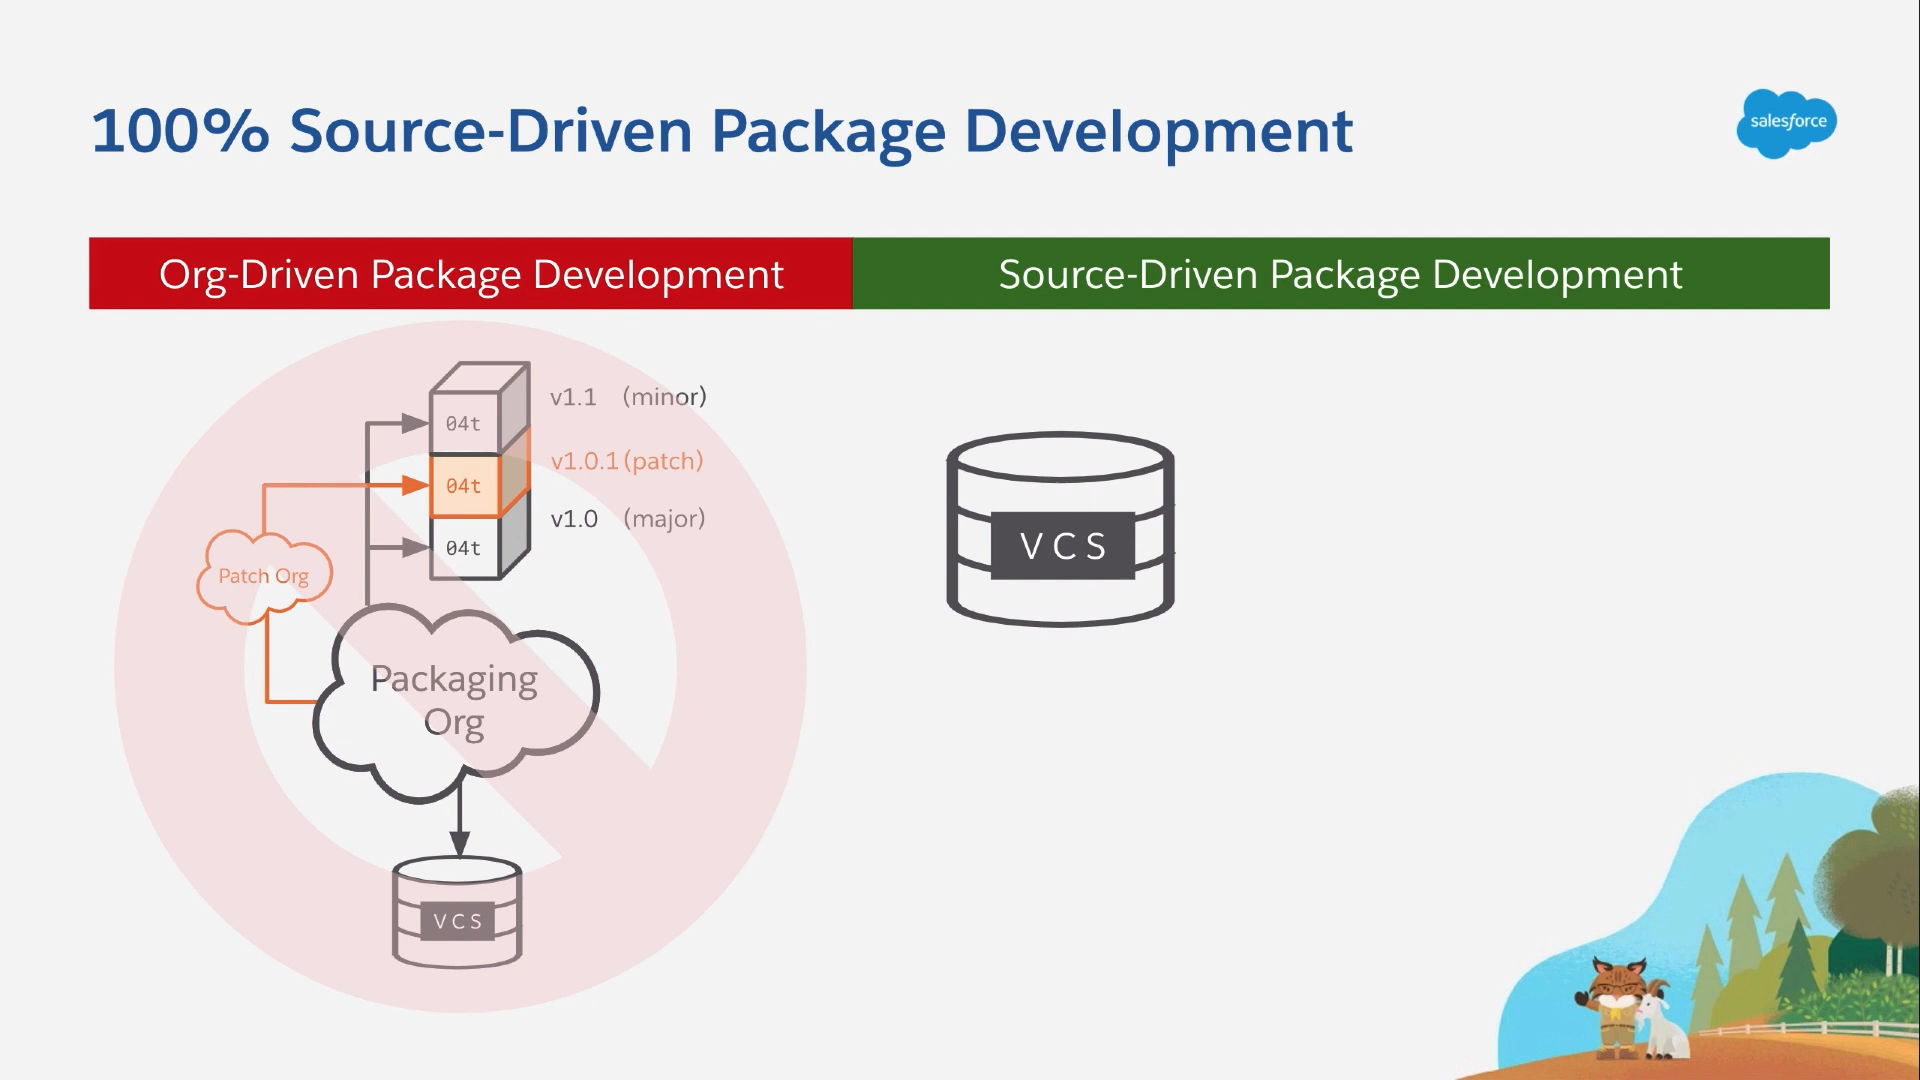 100% Source-Driven Package Development
salesforce
Org-Driven Package Development
Source-Driven Package Development
04t
v1.1 (minor)
04t
v1.0.1 (patch)
04t
v1.0 (major)
Patch Org
Packaging
Org
VCS
VCS